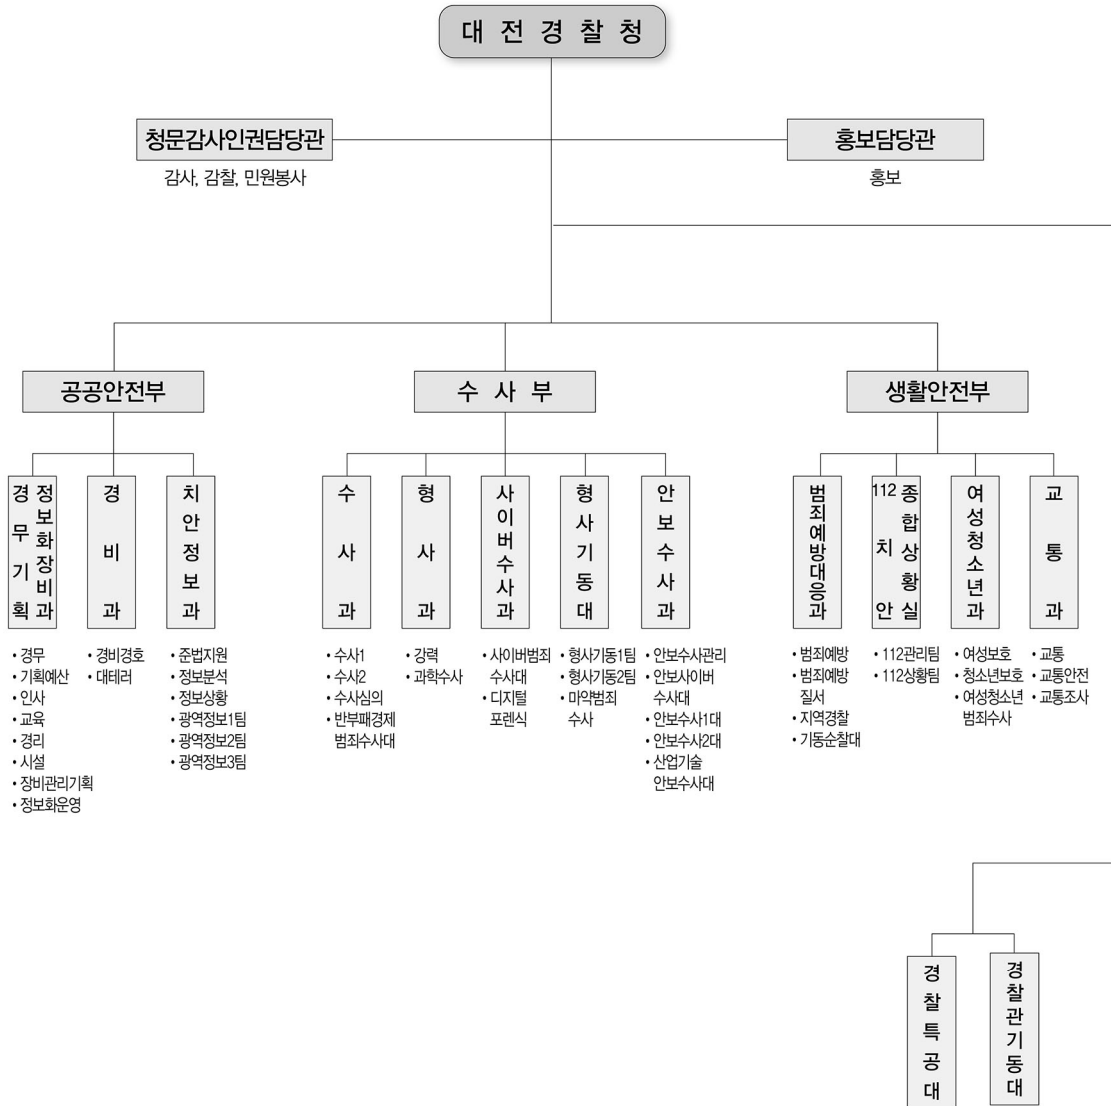 대 전 경 찰 청
청문감사인권담당관
감사, 감찰, 민원봉사
홍보담당관
홍보
공공안전부
경무기획
정보화장비과
• 경무
• 기획예산
• 인사
• 교육
• 경리
• 시설
• 장비관리기획
• 정보화운영
경 비 과
• 경비경호
• 대테러
치안정보과
• 준법지원
• 정보분석
• 정보상황
• 광역정보1팀
• 광역정보2팀
• 광역정보3팀
수 사 부
수 사 과
• 수사1
• 수사2
• 수사심의
• 반부패경제
범죄수사대
형 사 과
• 강력
• 과학수사
사이버수사과
• 사이버범죄
수사대
• 디지털
포렌식
형사기동대
• 형사기동1팀
• 형사기동2팀
• 마약범죄
수사
안보수사과
• 안보수사관리
• 안보사이버
수사대
• 안보수사1대
• 안보수사2대
• 산업기술
안보수사대
생활안전부
범죄예방대응과
• 범죄예방
• 범죄예방
질서
• 지역경찰
• 기동순찰대
112 치 안
종합상황실
• 112관리팀
• 112상황팀
여성청소년과
• 여성보호
• 청소년보호
• 여성청소년
범죄수사
교 통 과
• 교통
• 교통안전
• 교통조사
경찰특공대
경찰관기동대